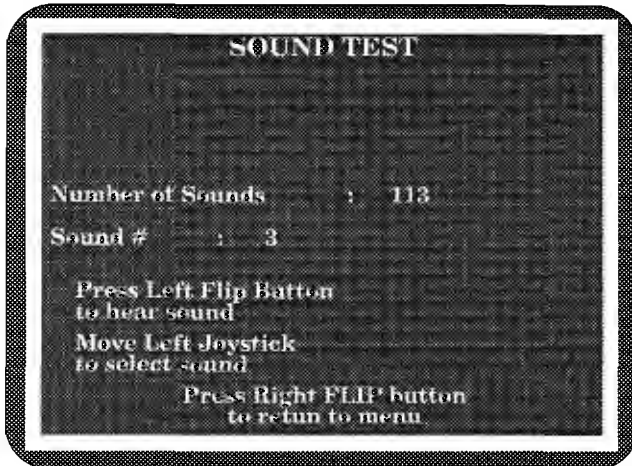 SOUND TEST
Number of Sounds : 113
Sound # : 3
Press Left Flip Button
to hear sound
Move Left Joystick
to select sound
Press Right FLIP button
to retun to menu